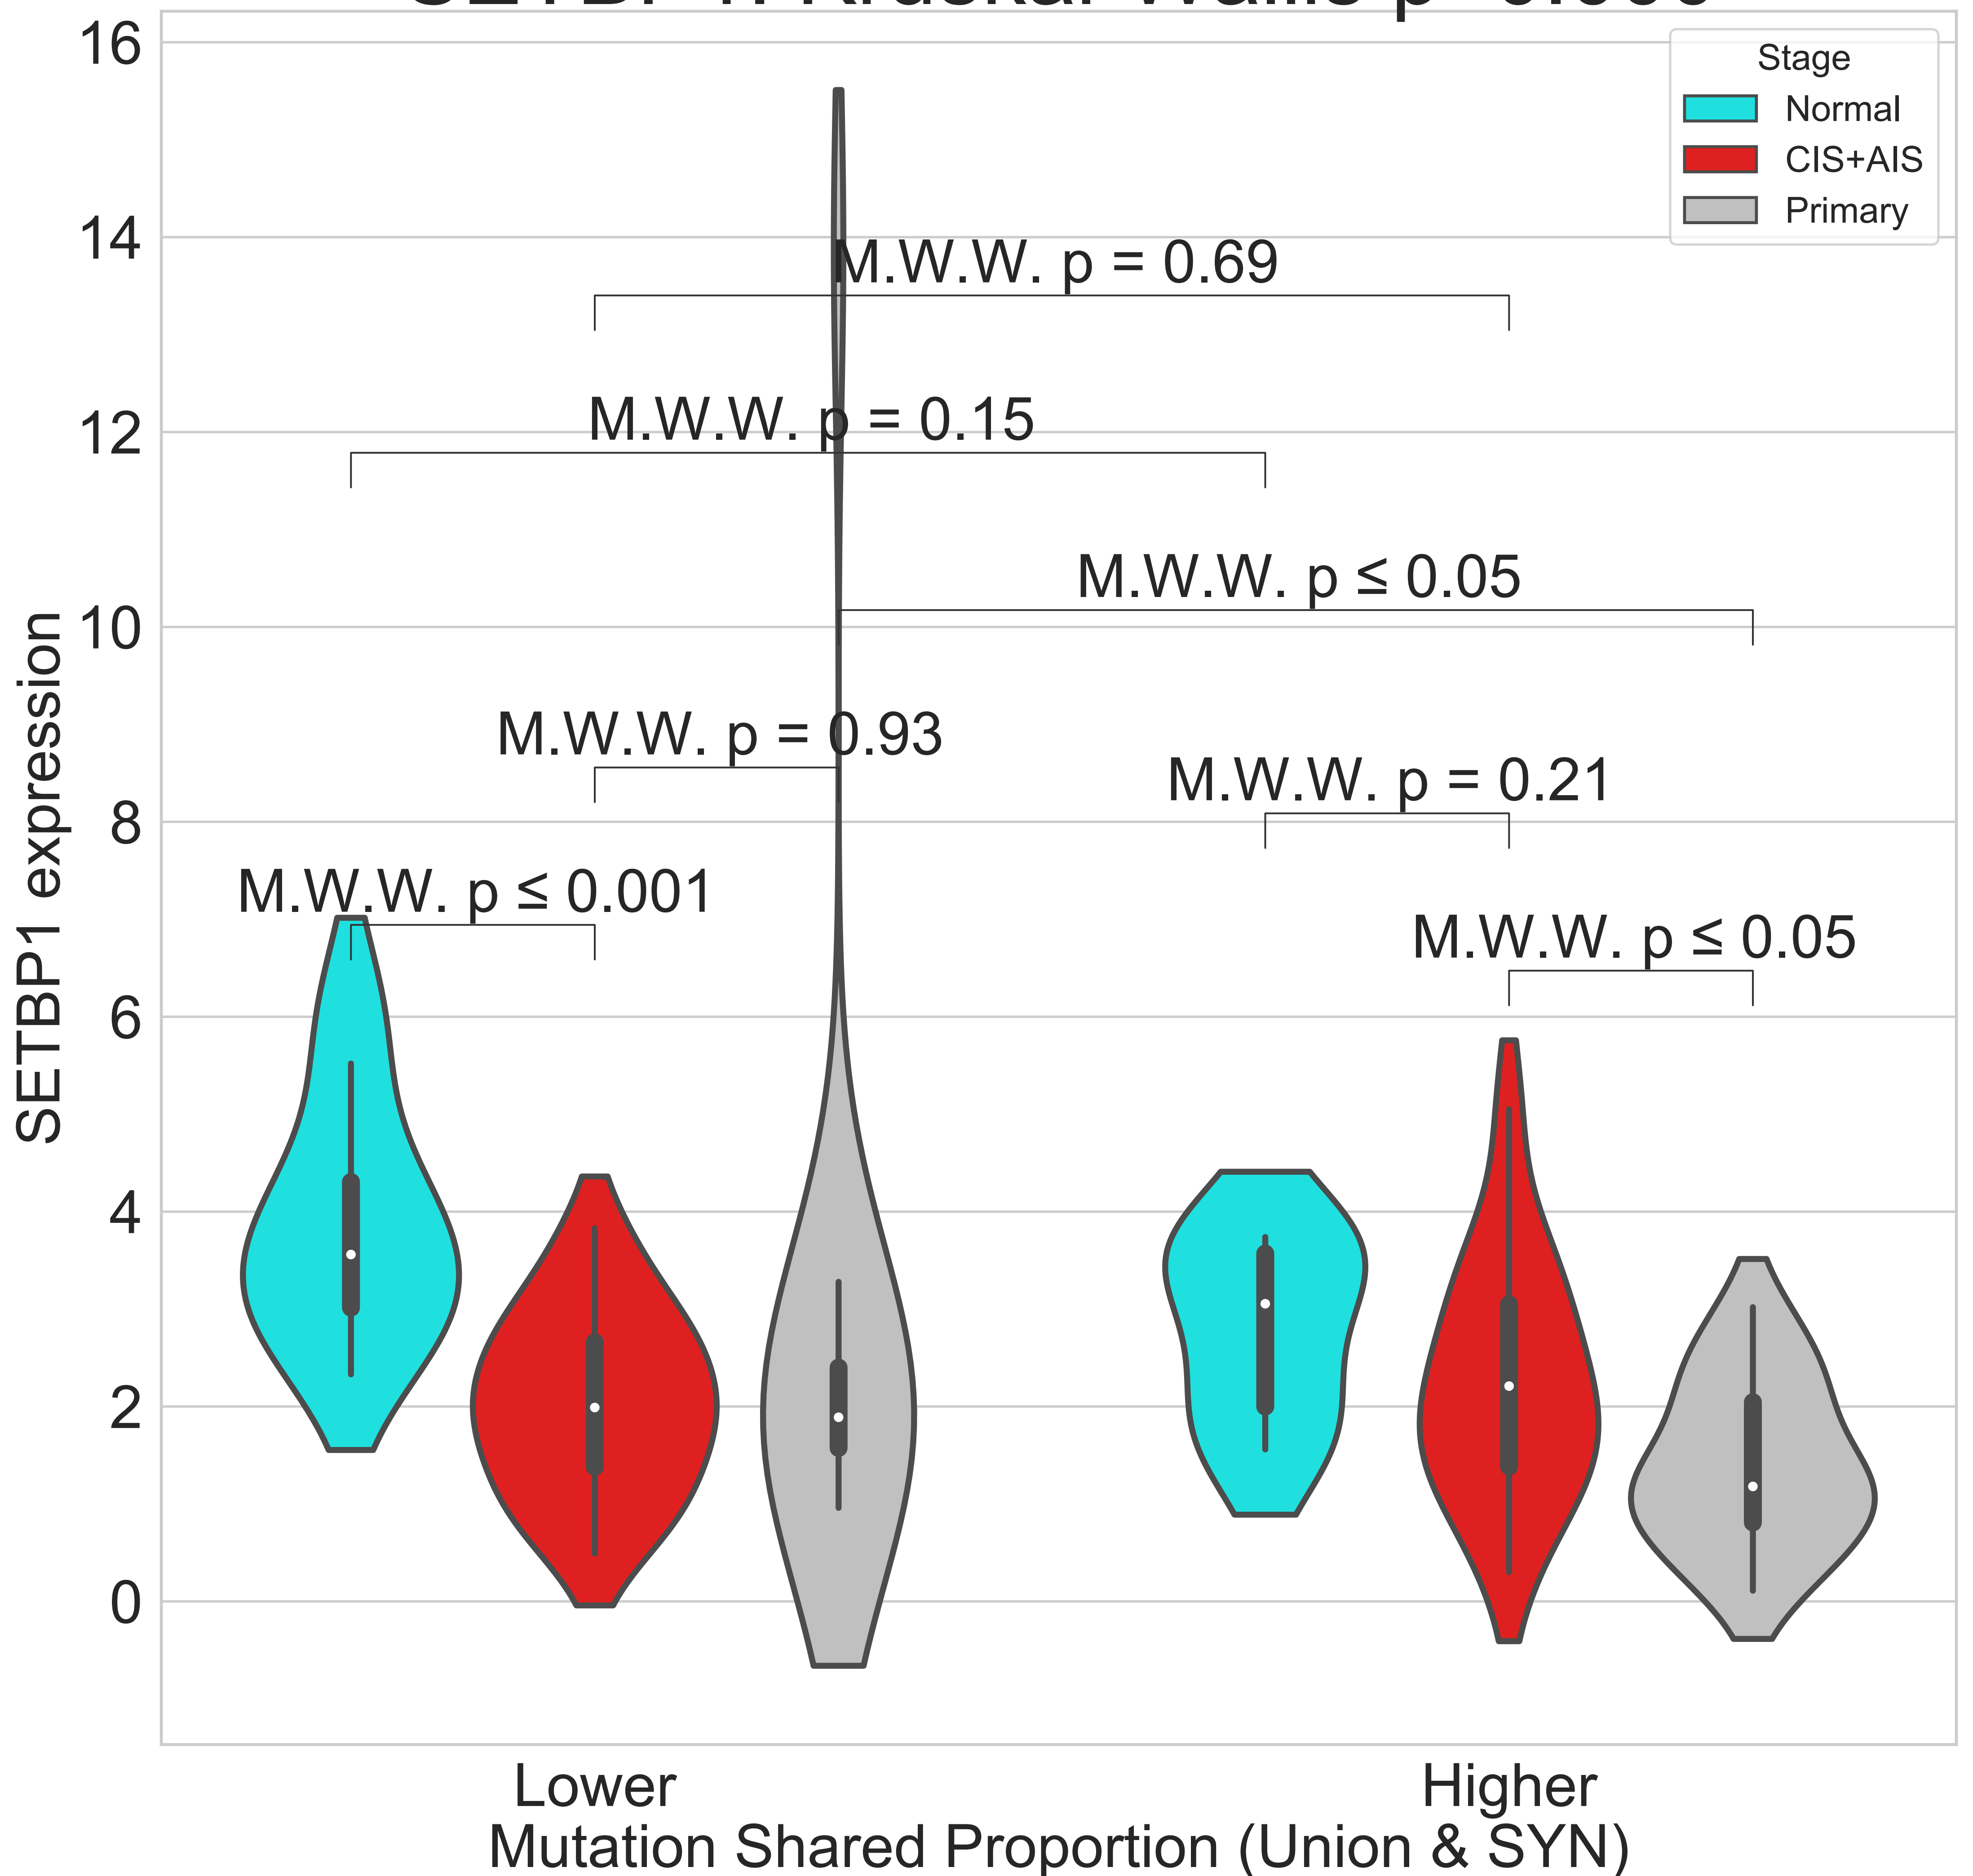 16
14
12
10
8
6
4
2
0
SETBP1 expression
Stage
Normal
CIS+AIS
Primary
M.W.W. p = 0.69
M.W.W. p = 0.15
M.W.W. p ≤ 0.05
M.W.W. p = 0.93
M.W.W. p = 0.21
M.W.W. p ≤ 0.001
M.W.W. p ≤ 0.05
Lower
Higher
Mutation Shared Proportion (Union & SYN)